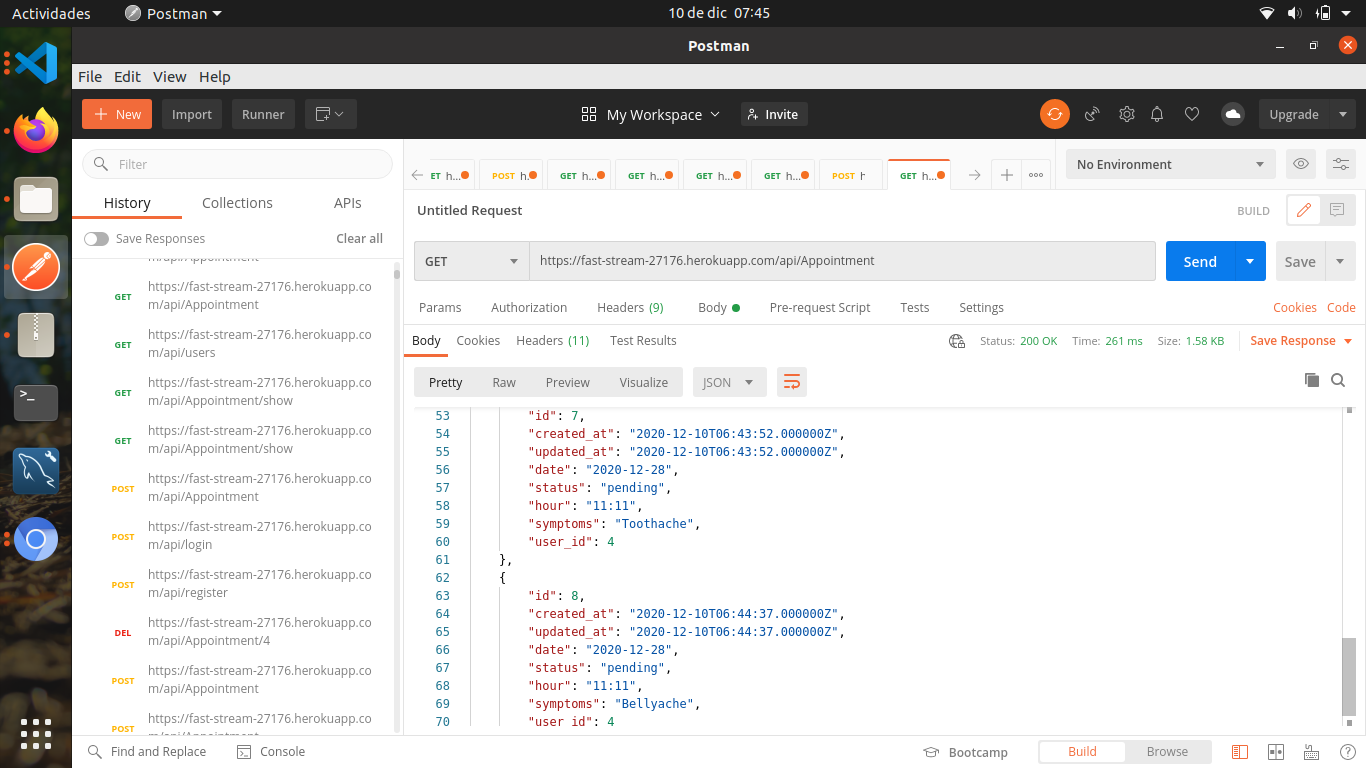 Actividades
Postman
10 de dic 07:45
Postman
File Edit View Help
New
Import
Runner
My Workspace
Invite
Upgrade
Filter
History
Collections
APIs
Save Responses
Clear all
m/api/Appointment
GET https://fast-stream-27176.herokuapp.co
m/api/Appointment
GET https://fast-stream-27176.herokuapp.co
m/api/users
GET https://fast-stream-27176.herokuapp.co
m/api/Appointment/show
GET https://fast-stream-27176.herokuapp.co
m/api/Appointment/show
POST https://fast-stream-27176.herokuapp.co
m/api/Appointment
POST https://fast-stream-27176.herokuapp.co
m/api/login
POST https://fast-stream-27176.herokuapp.co
m/api/register
DEL https://fast-stream-27176.herokuapp.co
m/api/Appointment/4
POST https://fast-stream-27176.herokuapp.co
m/api/Appointment
POST https://fast-stream-27176.herokuapp.co
m/api/Appointment
ET h...
POST h.
GET h...
GET h...
GET h...
GET h...
POST h
GET h...
No Environment
Untitled Request
BUILD
GET
https://fast-stream-27176.herokuapp.com/api/Appointment
Send
Save
Params
Authorization
Headers (9)
Body
Pre-request Script
Tests
Settings
Cookies
Code
Body
Cookies
Headers (11)
Test Results
Status: 200 OK
Time: 261 ms
Size: 1.58 KB
Save Response
Pretty
Raw
Preview
Visualize
JSON
53 "id": 7,
54 "created_at": "2020-12-10T06:43:52.000000Z",
55 "updated_at": "2020-12-10T06:43:52.000000Z",
56 "date": "2020-12-28",
57 "status": "pending",
58 "hour": "11:11",
59 "symptoms": "Toothache",
60 "user_id": 4
61 },
62 {
63 "id": 8,
64 "created_at": "2020-12-10T06:44:37.000000Z",
65 "updated_at": "2020-12-10T06:44:37.000000Z",
66 "date": "2020-12-28",
67 "status": "pending",
68 "hour": "11:11",
69 "symptoms": "Bellyache",
70 "user_id": 4
Find and Replace
Console
Bootcamp
Build
Browse